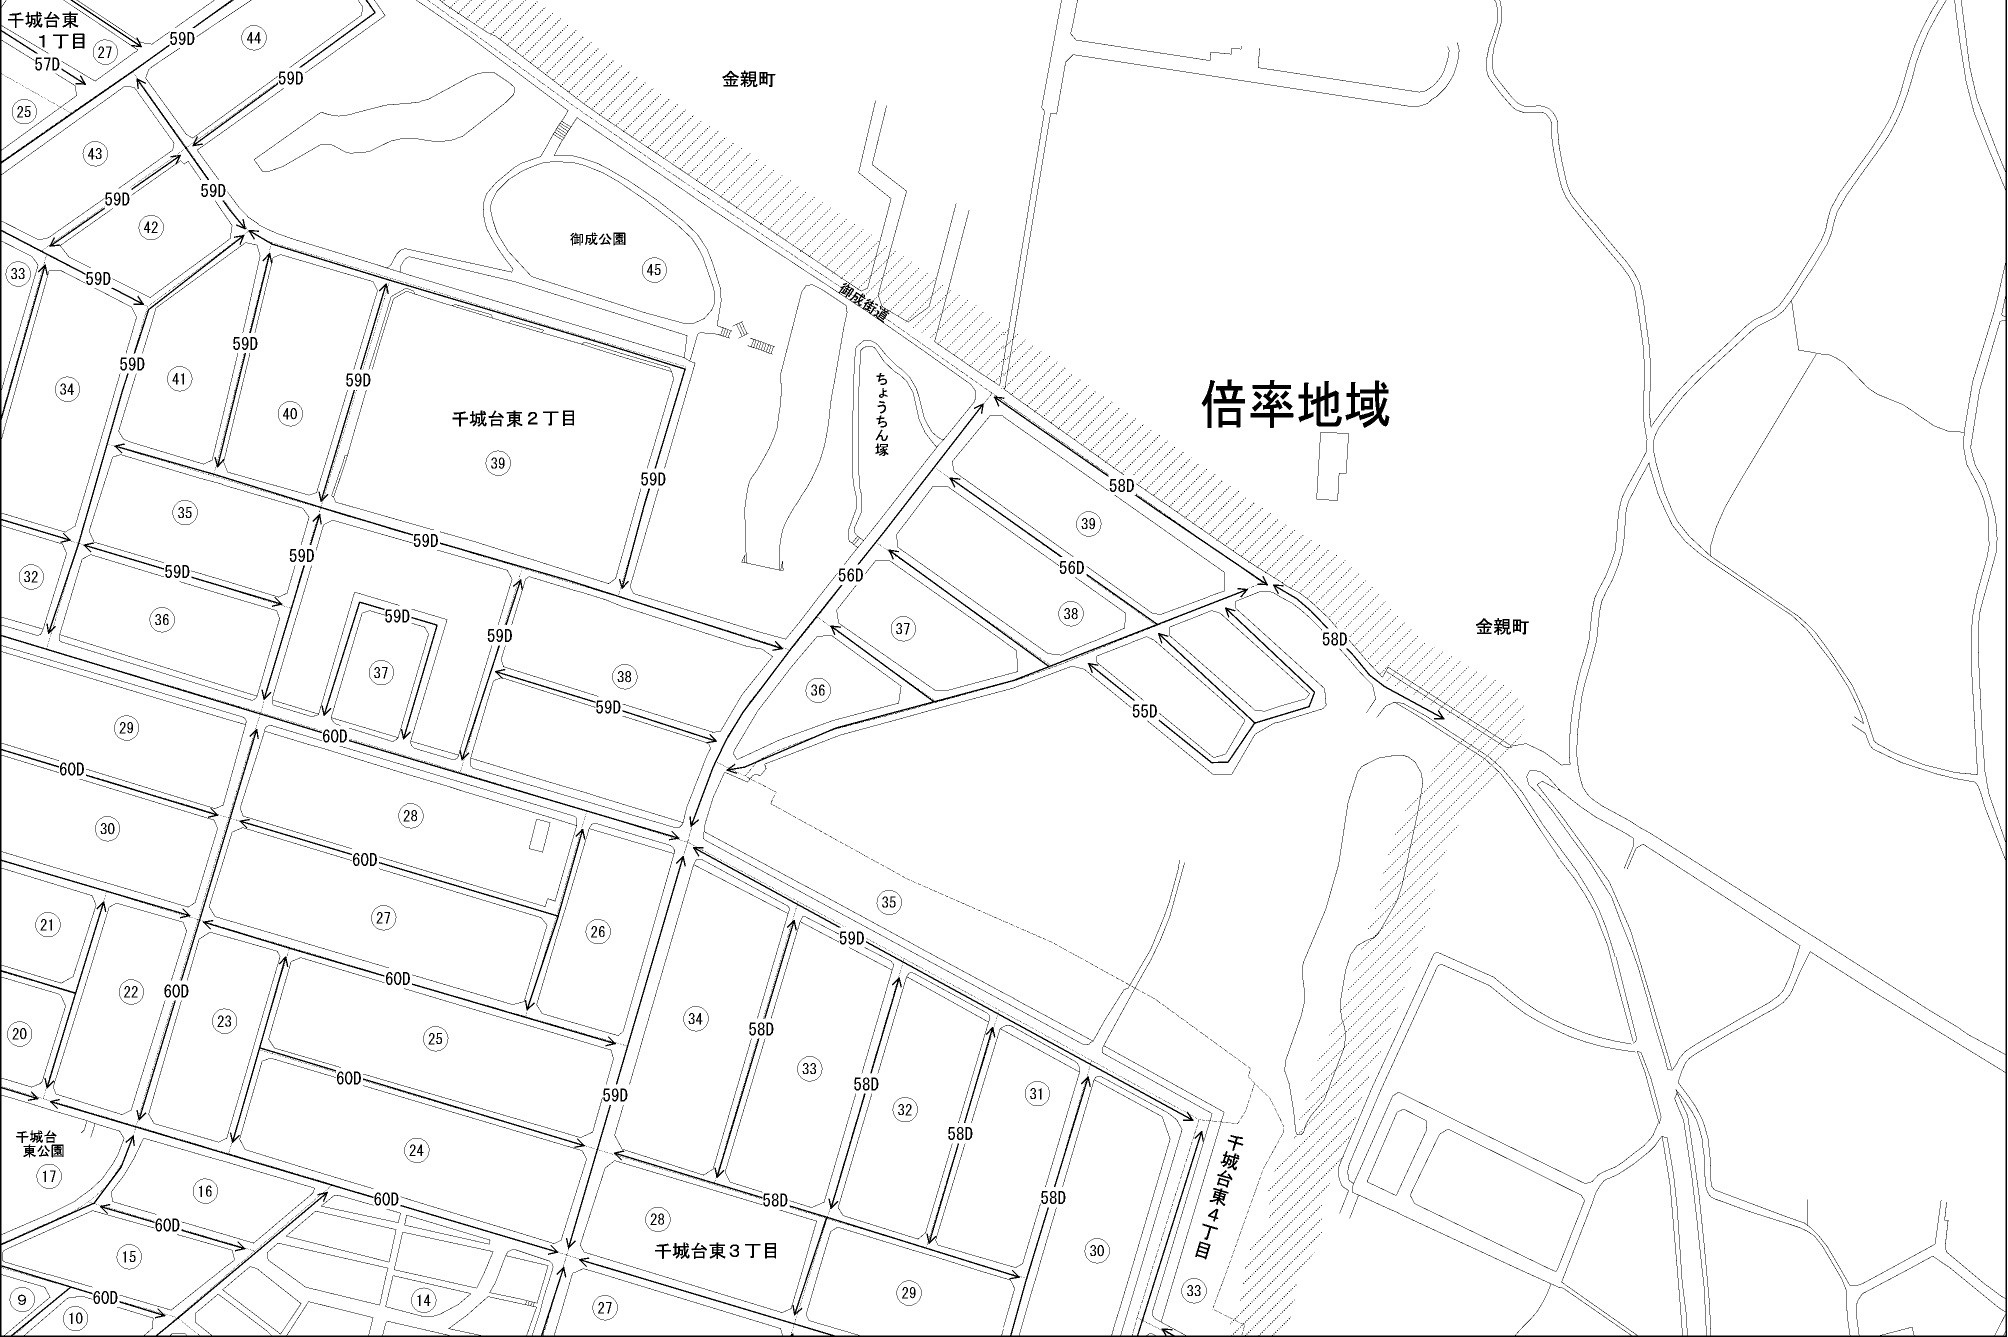 千城台東
１丁目
27
59D
44
57D
59D
金親町
25
43
59D
59D
42
御成公園
45
33
59D
御成街道
59D
59D
41
59D
34
40
ちょうちん塚
倍率地域
千城台東２丁目
39
59D
58D
35
39
59D
59D
59D
56D
56D
32
36
59D
59D
37
38
金親町
37
38
58D
36
59D
55D
29
60D
60D
28
30
60D
27
35
21
26
59D
60D
22
60D
23
34
58D
20
25
33
60D
58D
59D
31
32
58D
千城台
東公園
17
24
千城台東４丁目
16
60D
58D
58D
60D
28
千城台東３丁目
30
15
33
60D
9
14
29
10
27